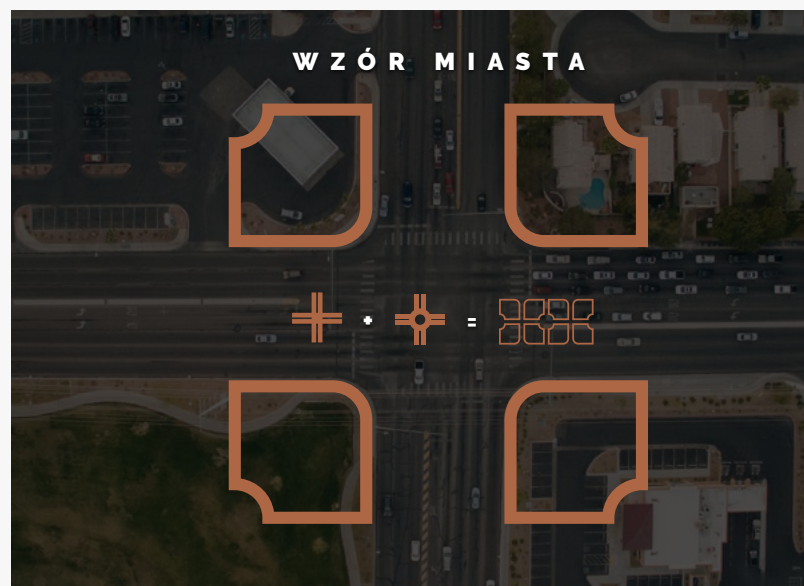 WZÓR MIASTA
+ =